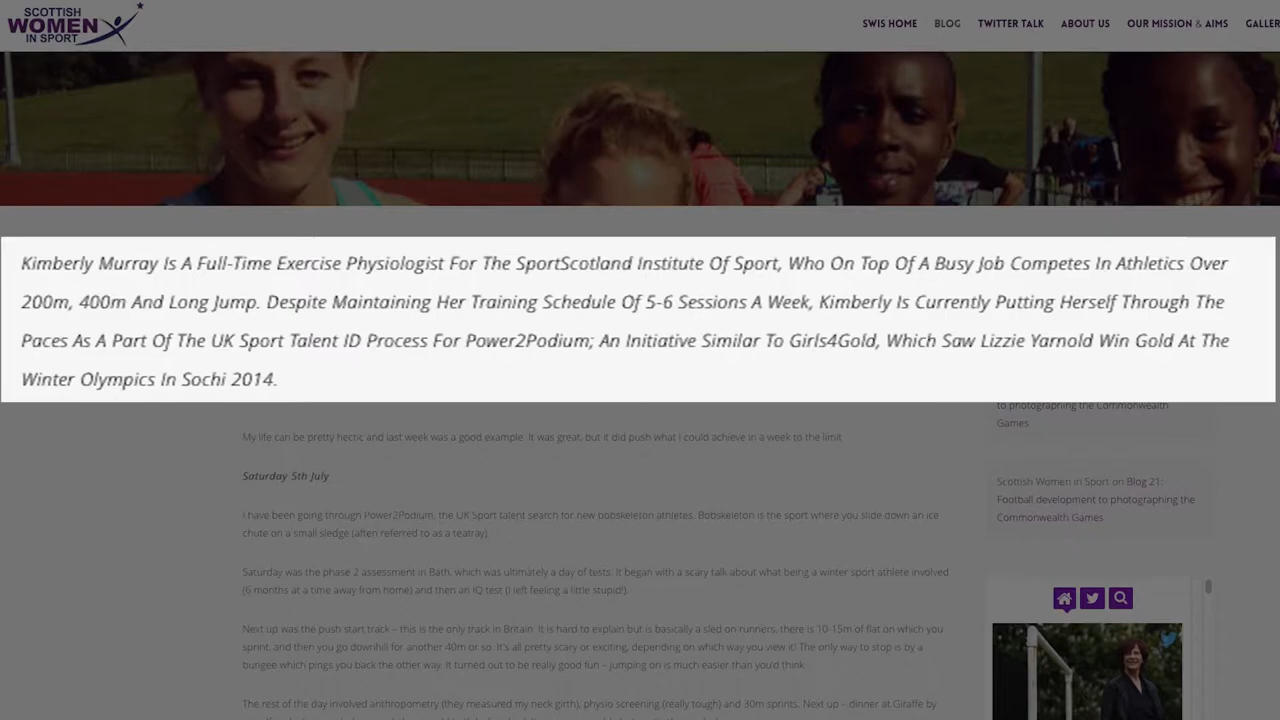 SCOTTISH
WOMEN
IN SPORT
SWIS HOME BLOG TWITTER TALK ABOUT US OUR MISSION & AIMS GALLER
Kimberly Murray Is A Full-Time Exercise Physiologist For The SportScotland Institute Of Sport, Who On Top Of A Busy Job Competes In Athletics Over
200m, 400m And Long Jump. Despite Maintaining Her Training Schedule Of 5-6 Sessions A Week, Kimberly Is Currently Putting Herself Through The
Paces As A Part Of The UK Sport Talent ID Process For Power2Podium; An Initiative Similar To Girls4Gold, Which Saw Lizzie Yarnold Win Gold At The
Winter Olympics In Sochi 2014.
My life can be pretty hectic and last week was a good example. It was great, but it did push what I could achieve in a week to the limit
Saturday 5th July
I have been going through Power2Podium, the UK Sport talent search for new bobskeleton athletes. Bobskeleton is the sport where you slide down an ice
chute on a small sledge (often referred to as a teatray).
Saturday was the phase 2 assessment in Bath, which was ultimately a day of tests. It began with a scary talk about what being a winter sport athlete involved
(6 months at a time away from home) and then an IQ test (I left feeling a little stupid!).
Next up was the push start track – this is the only track in Britain. It is hard to explain but is basically a sled on runners, there is 10-15m of flat on which you
sprint, and then you go downhill for another 40m or so. It's all pretty scary or exciting, depending on which way you view it! The only way to stop is by a
bungee which pings you back the other way. It turned out to be really good fun – jumping on is much easier than you'd think.
The rest of the day involved anthropometry (they measured my neck girth), physio screening (really tough) and 30m sprints. Next up – dinner at Giraffe by
to photographing the Commonwealth
Games
Scottish Women in Sport on Blog 21:
Football development to photographing the
Commonwealth Games